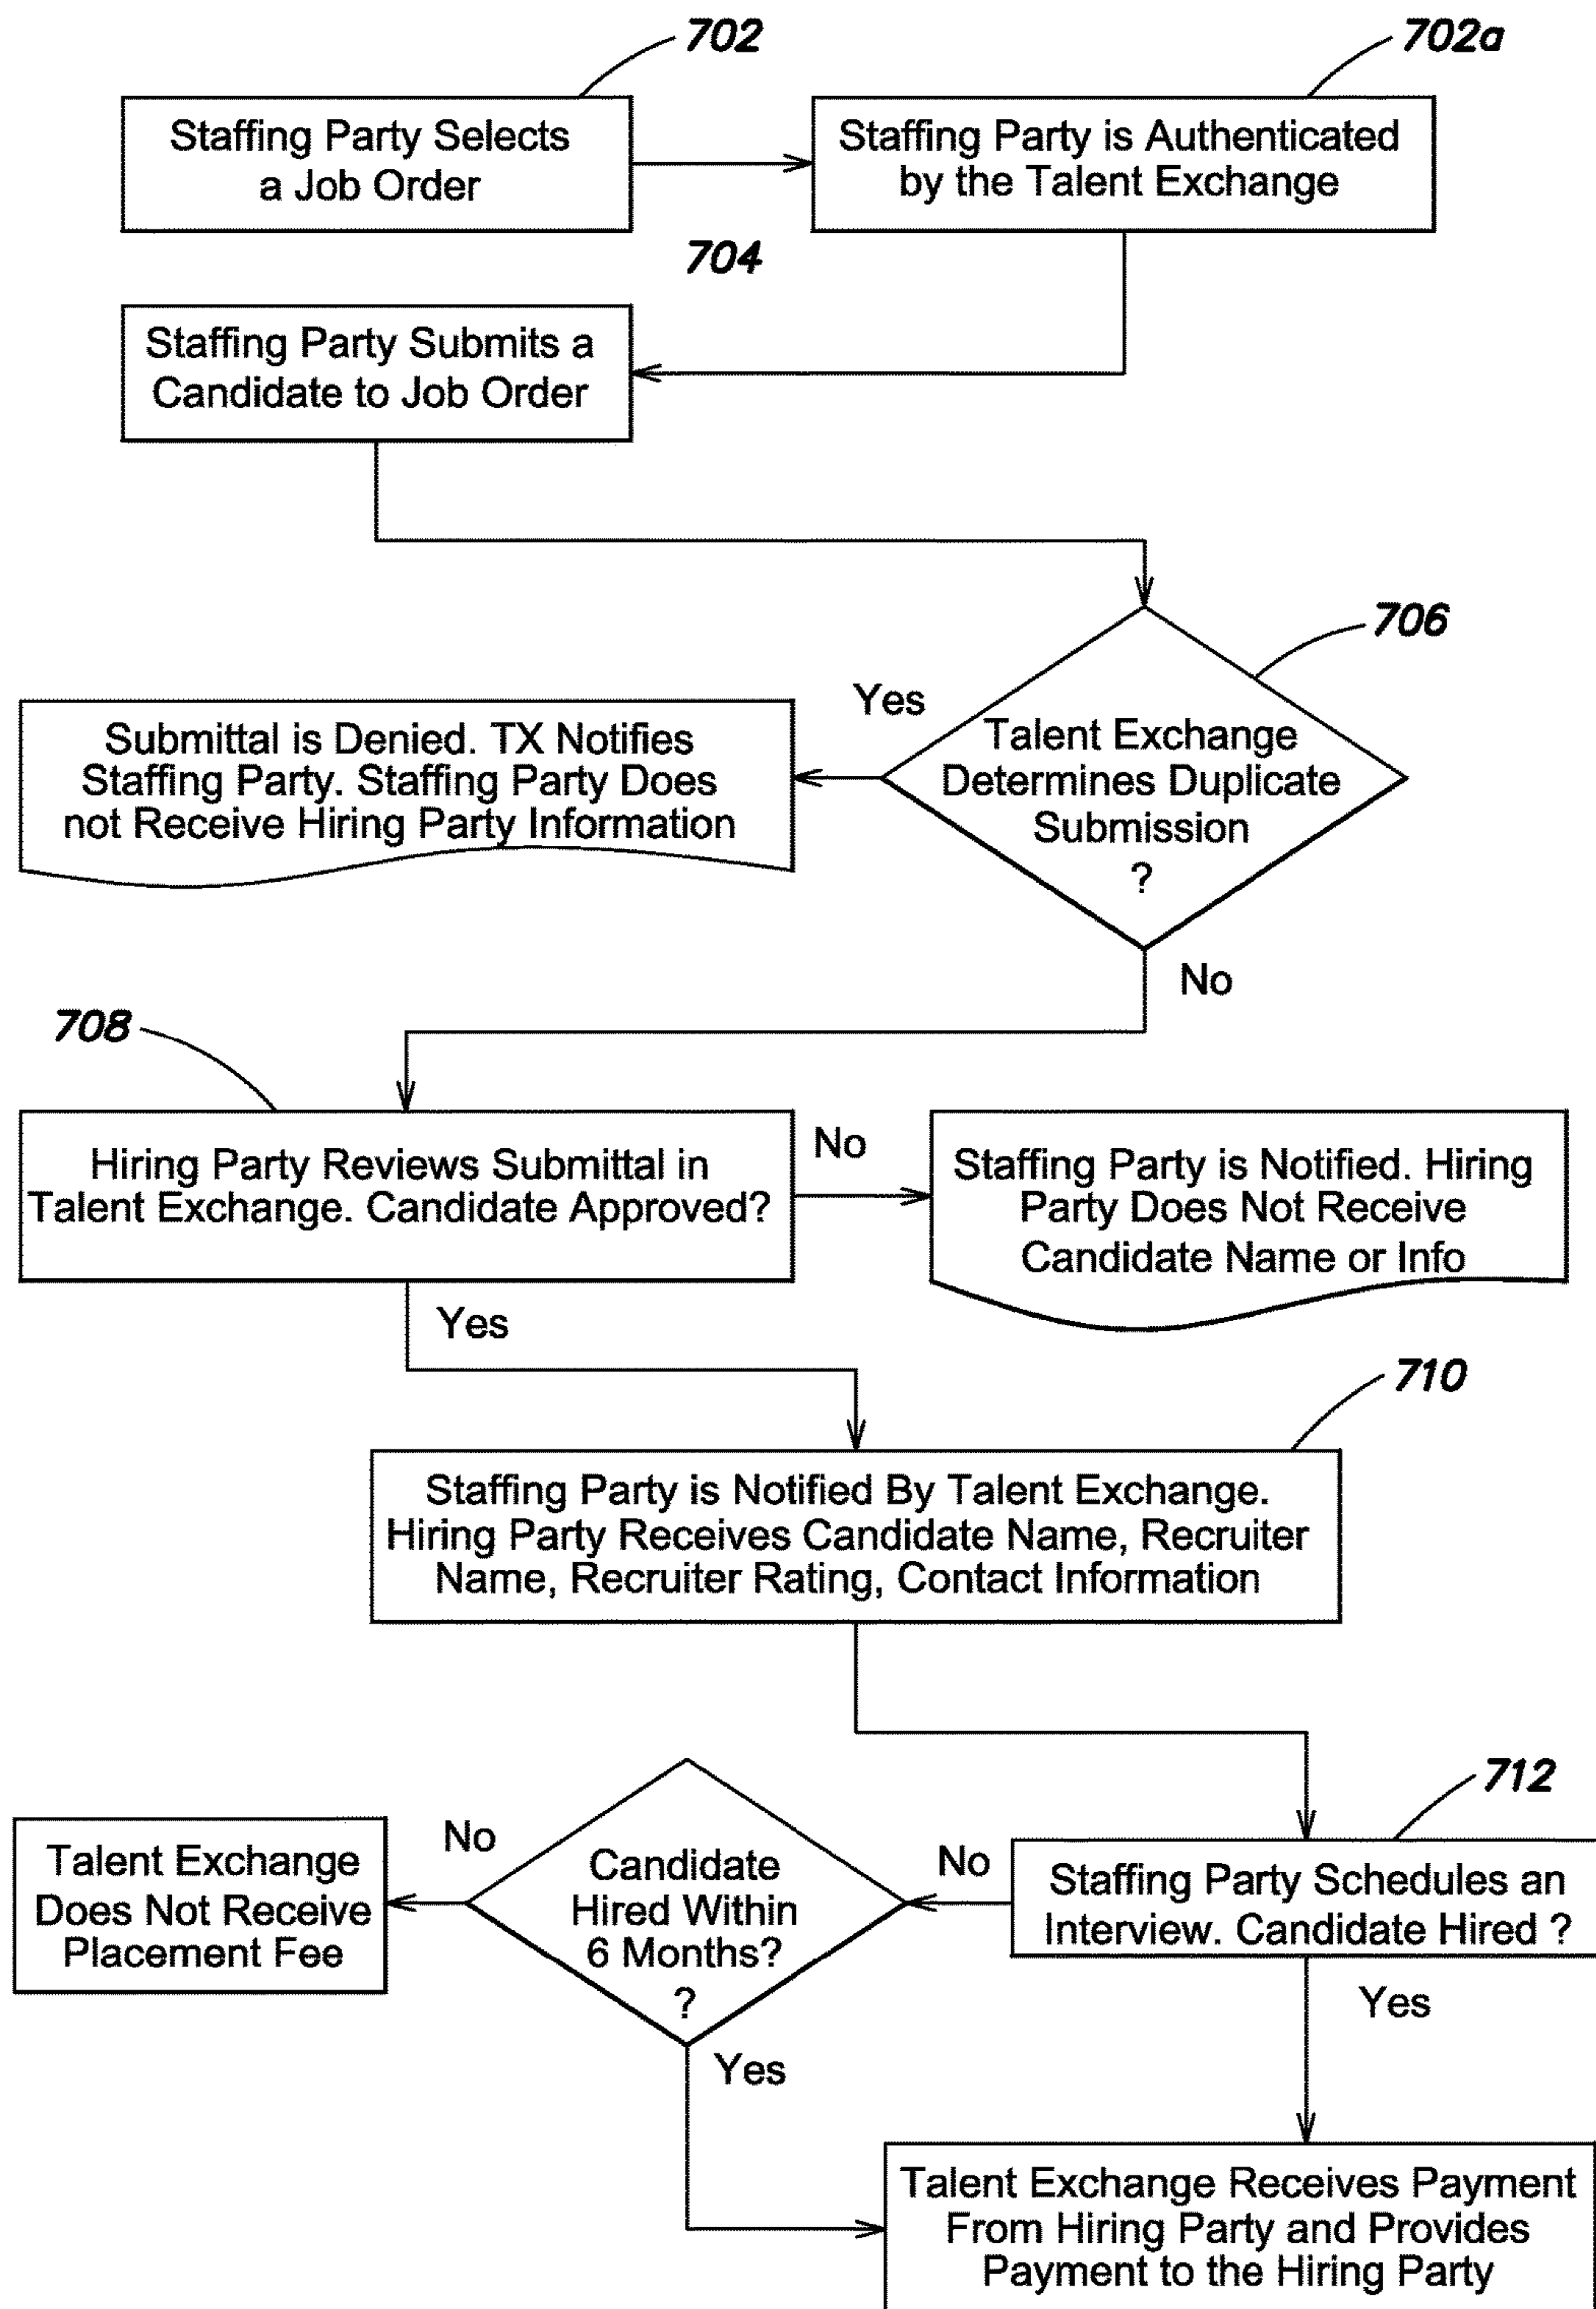 702
702a
Staffing Party Selects
a Job Order
Staffing Party is Authenticated
by the Talent Exchange
704
Staffing Party Submits a
Candidate to Job Order
706
Yes
Talent Exchange
Determines Duplicate
Submission
?
Submittal is Denied. TX Notifies
Staffing Party. Staffing Party Does
not Receive Hiring Party Information
No
708
Hiring Party Reviews Submittal in
Talent Exchange. Candidate Approved?
No
Staffing Party is Notified. Hiring
Party Does Not Receive
Candidate Name or Info
Yes
710
Staffing Party is Notified By Talent Exchange.
Hiring Party Receives Candidate Name, Recruiter
Name, Recruiter Rating, Contact Information
712
Staffing Party Schedules an
Interview. Candidate Hired ?
No
Candidate
Hired Within
6 Months?
?
No
Talent Exchange
Does Not Receive
Placement Fee
Yes
Yes
Talent Exchange Receives Payment
From Hiring Party and Provides
Payment to the Hiring Party